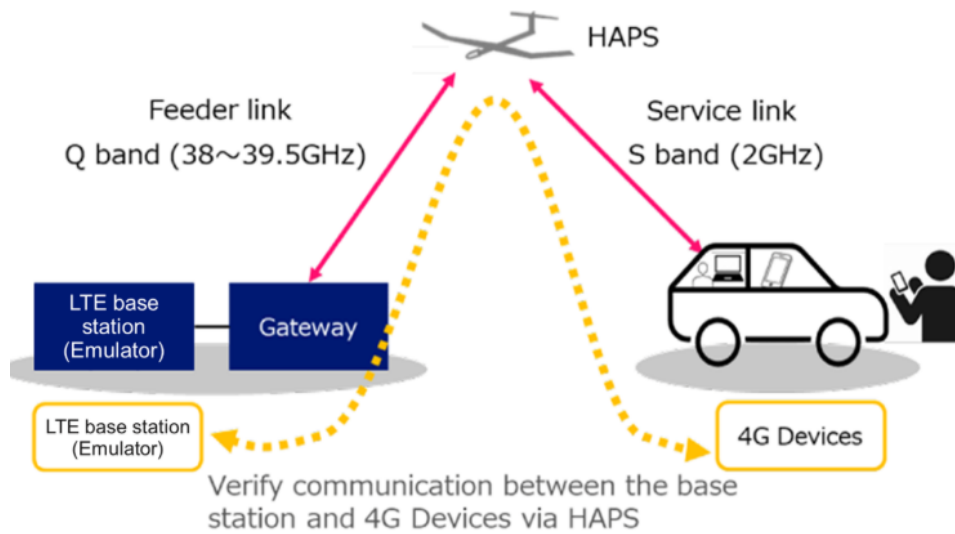 HAPS
Feeder link
Q band (38～39.5GHz)
Service link
S band (2GHz)
LTE base
station
(Emulator)
Gateway
LTE base station
(Emulator)
4G Devices
Verify communication between the base
station and 4G Devices via HAPS